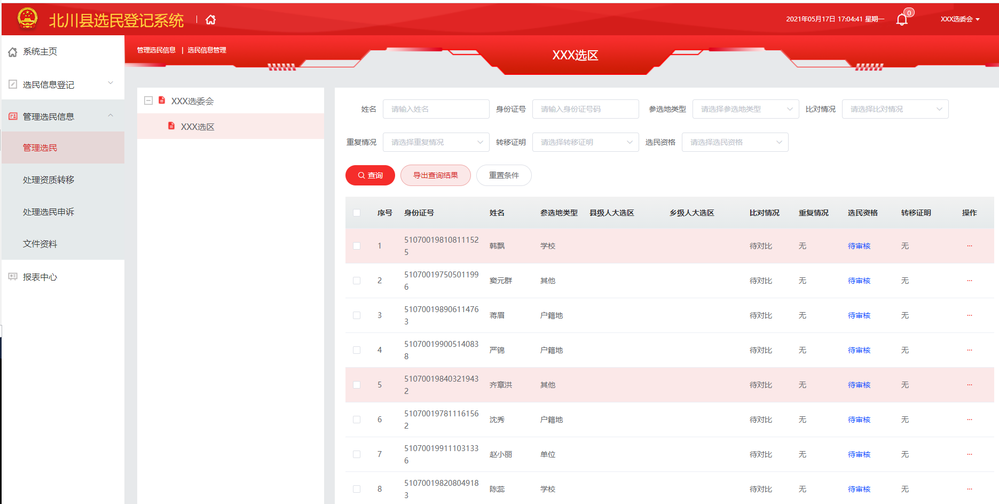 北川县选民登记系统
2021年05月17日 17:04:41 星期一
0
XXX选委会
系统主页
选民信息登记
管理选民信息
管理选民
处理资质转移
处理选民申诉
文件资料
报表中心
管理选民信息 | 选民信息管理
XXX选区
XXX选委会
XXX选区
姓名 请输入姓名 身份证号 请输入身份证号码 参选地类型 请选择参选地类型 比对情况 请选择比对情况
重复情况 请选择重复情况 转移证明 请选择转移证明 选民资格 请选择选民资格
查询 导出查询结果 重置条件
序号 身份证号 姓名 参选地类型 县级人大选区 乡级人大选区 比对情况 重复情况 选民资格 转移证明 操作
1 51070019810811152 韩飘 学校 待对比 无 待审核 无 ...
5
2 51070019750501199 窦元群 其他 待对比 无 待审核 无 ...
6
3 51070019890611476 蒋眉 户籍地 待对比 无 待审核 无 ...
3
4 51070019900514083 严锦 户籍地 待对比 无 待审核 无 ...
8
5 51070019840321943 齐章洪 其他 待对比 无 待审核 无 ...
2
6 51070019781116156 沈秀 户籍地 待对比 无 待审核 无 ...
2
7 51070019911103133 赵小丽 单位 待对比 无 待审核 无 ...
6
8 51070019820804918 陈蕊 学校 待对比 无 待审核 无 ...
3